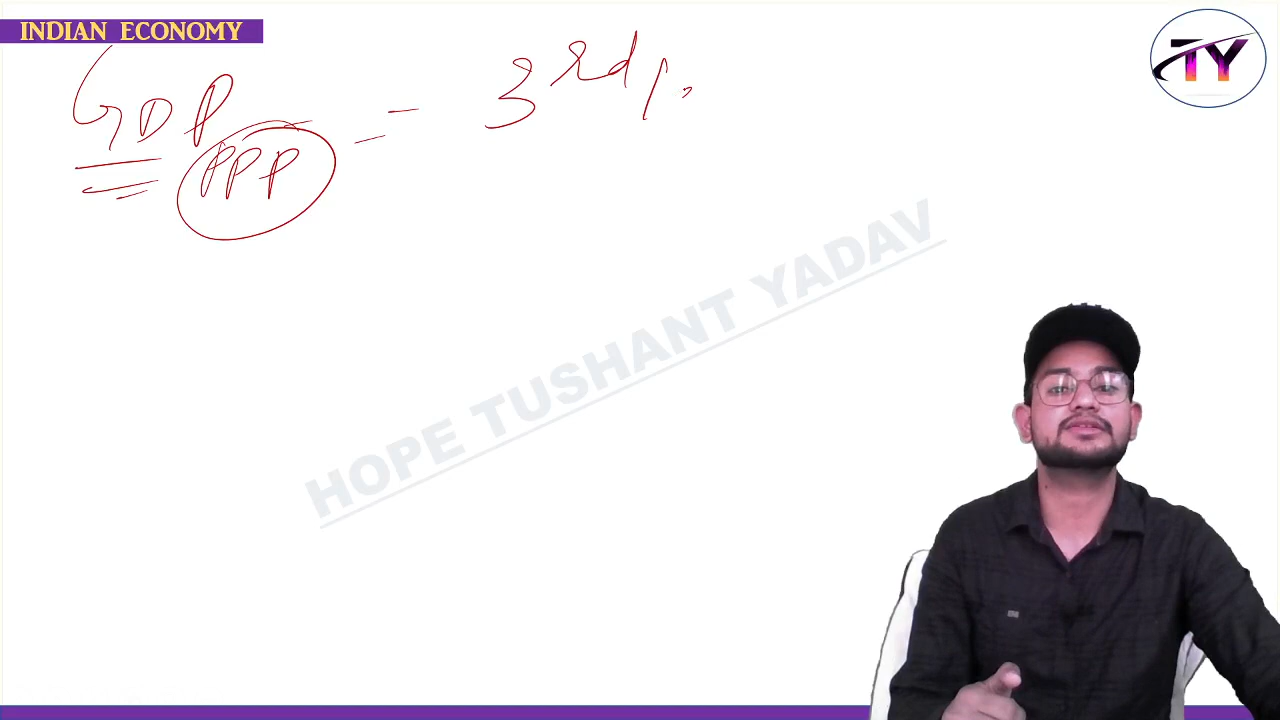 INDIAN ECONOMY
TY
GDP = 3rd
PPP
HOPE TUSHANT YADAV